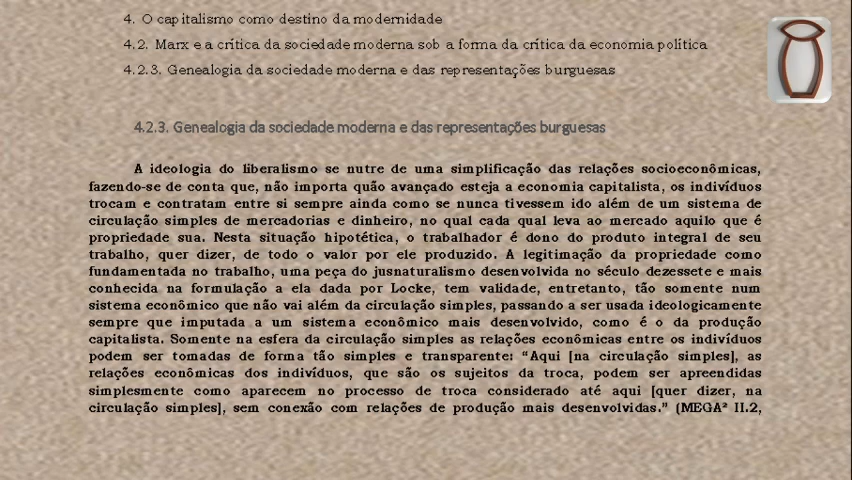 4. O capitalismo como destino da modernidade
4.2. Marx e a crítica da sociedade moderna sob a forma da crítica da economia política
4.2.3. Genealogia da sociedade moderna e das representações burguesas
4.2.3. Genealogia da sociedade moderna e das representações burguesas
A ideologia do liberalismo se nutre de uma simplificação das relações socioeconômicas,
fazendo-se de conta que, não importa quão avançado esteja a economia capitalista, os indivíduos
trocam e contratam entre si sempre ainda como se nunca tivessem ido além de um sistema de
circulação simples de mercadorias e dinheiro, no qual cada qual leva ao mercado aquilo que é
propriedade sua. Nesta situação hipotética, o trabalhador é dono do produto integral de seu
trabalho, quer dizer, de todo o valor por ele produzido. A legitimação da propriedade como
fundamentada no trabalho, uma peça do jusnaturalismo desenvolvida no século dezessete e mais
conhecida na formulação a ela dada por Locke, tem validade, entretanto, tão somente num
sistema econômico que não vai além da circulação simples, passando a ser usada ideologicamente
sempre que imputada a um sistema econômico mais desenvolvido, como é o da produção
capitalista. Somente na esfera da circulação simples as relações econômicas entre os indivíduos
podem ser tomadas de forma tão simples e transparente: “Aqui [na circulação simples], as
relações econômicas dos indivíduos, que são os sujeitos da troca, podem ser apreendidas
simplesmente como aparecem no processo de troca considerado até aqui [quer dizer, na
circulação simples], sem conexão com relações de produção mais desenvolvidas.” (MEGA² II.2,